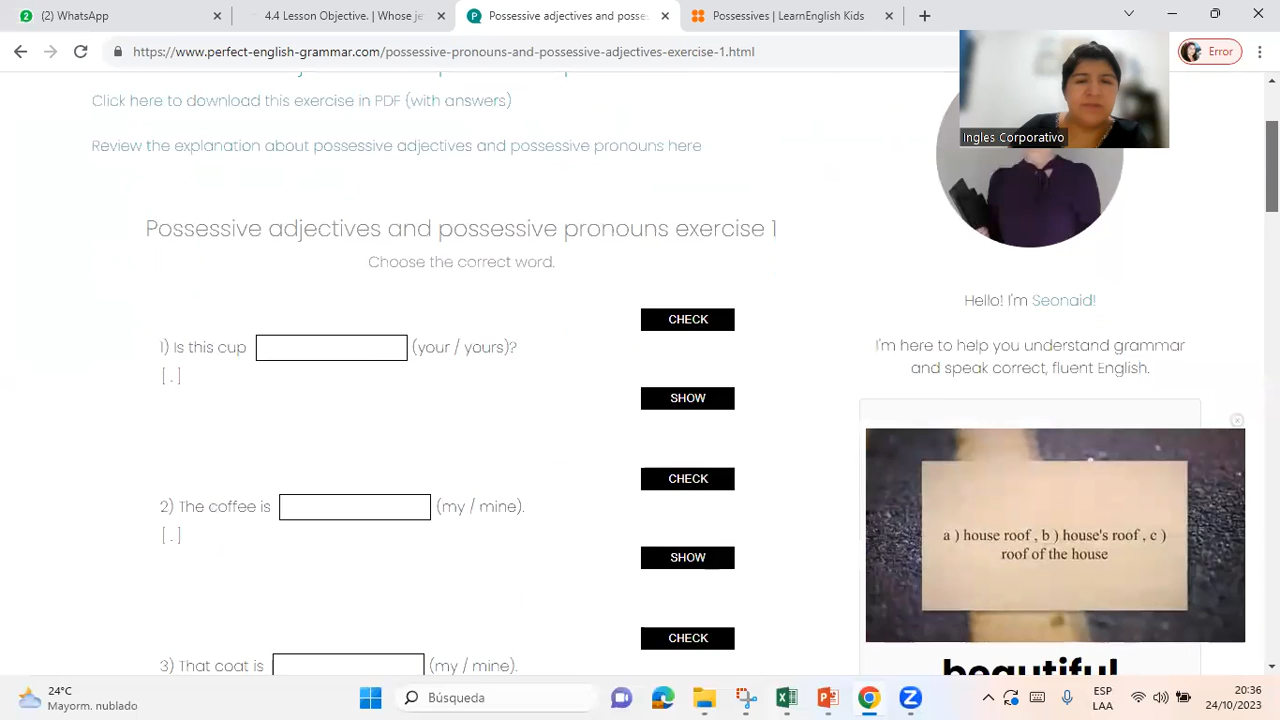 (2) WhatsApp
4.4 Lesson Objective. | Whose je
Possessive adjectives and posse
Possessives | LearnEnglish Kids
https://www.perfect-english-grammar.com/possessive-pronouns-and-possessive-adjectives-exercise-1.html
Error
Click here to download this exercise in PDF (with answers)
Review the explanation adjectives and possessive pronouns here
Ingles Corporativo
Possessive adjectives and possessive pronouns exercise 1
Choose the correct word.
CHECK
1) Is this cup (your / yours)?
[ . ]
SHOW
CHECK
2) The coffee is (my / mine).
[ . ]
SHOW
CHECK
3) That coat is (my / mine).
Hello! I'm Seonaid!
I'm here to help you understand grammar
and speak correct, fluent English.
a ) house roof , b ) house's roof , c )
roof of the house
beautiful
24°C
Mayorm. nublado
Búsqueda
ESP
LAA
20:36
24/10/2023